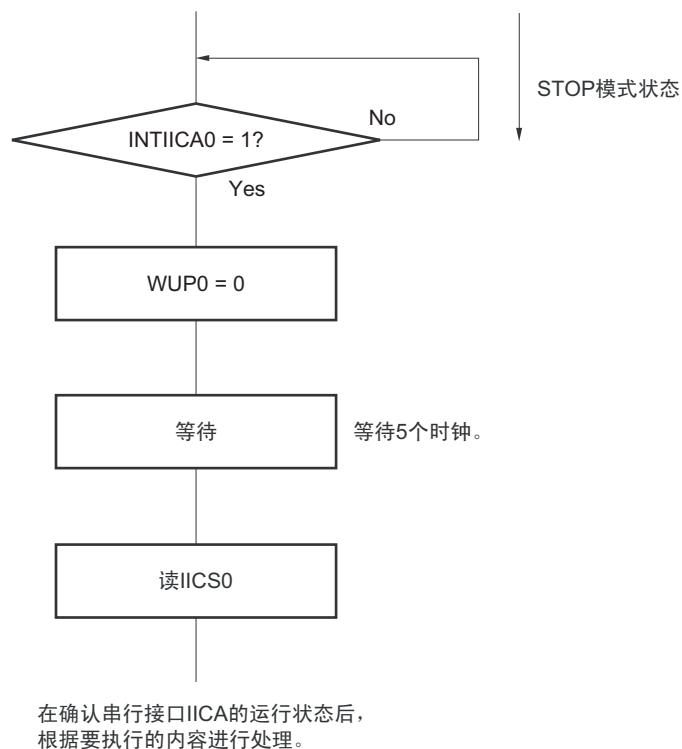 STOP模式状态
No
INTIICA0 = 1?
Yes
WUP0 = 0
等待
等待5个时钟。
读IICS0
在确认串行接口IICA的运行状态后，
根据要执行的内容进行处理。